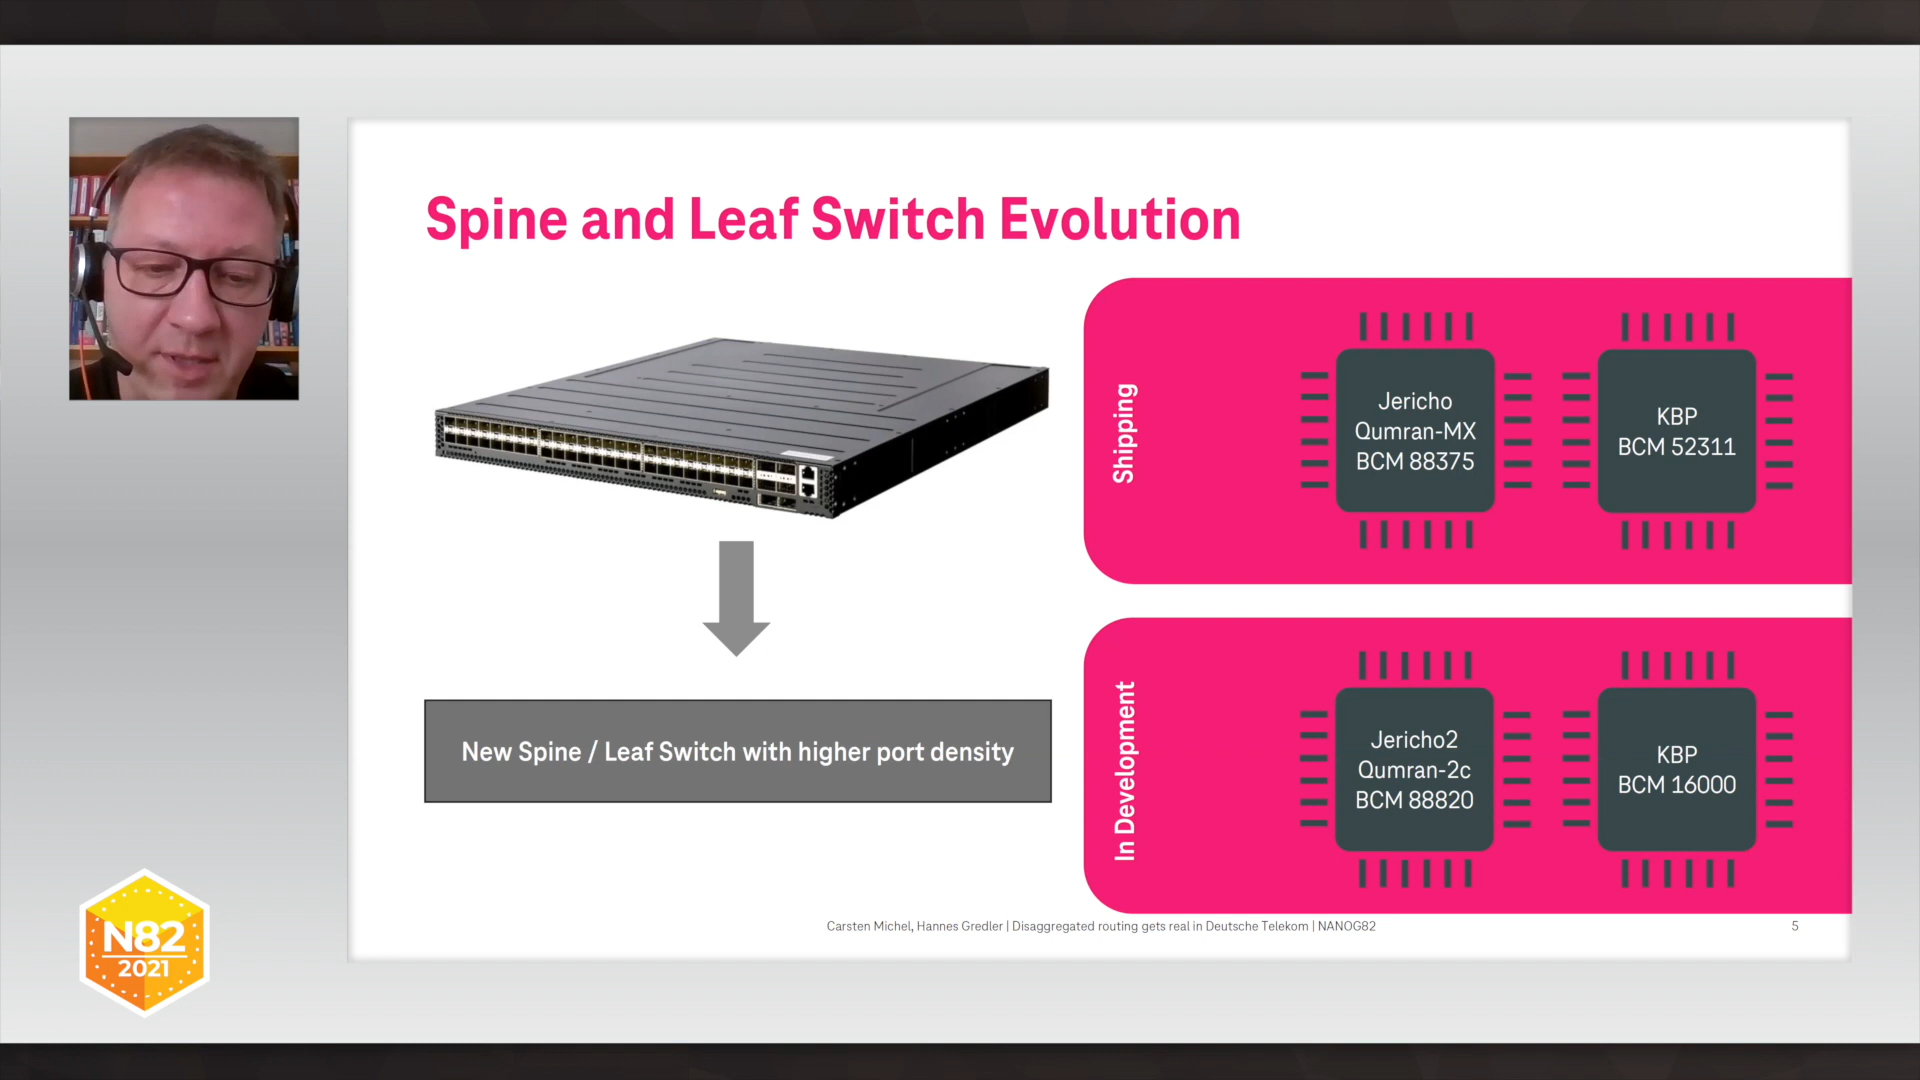 Spine and Leaf Switch Evolution
Shipping
Jericho
Qumran-MX
BCM 88375
KBP
BCM 52311
New Spine / Leaf Switch with higher port density
In Development
Jericho2
Qumran-2c
BCM 88820
KBP
BCM 16000
Carsten Michel, Hannes Gredler | Disaggregated routing gets real in Deutsche Telekom | NANOG82
5
N82
2021